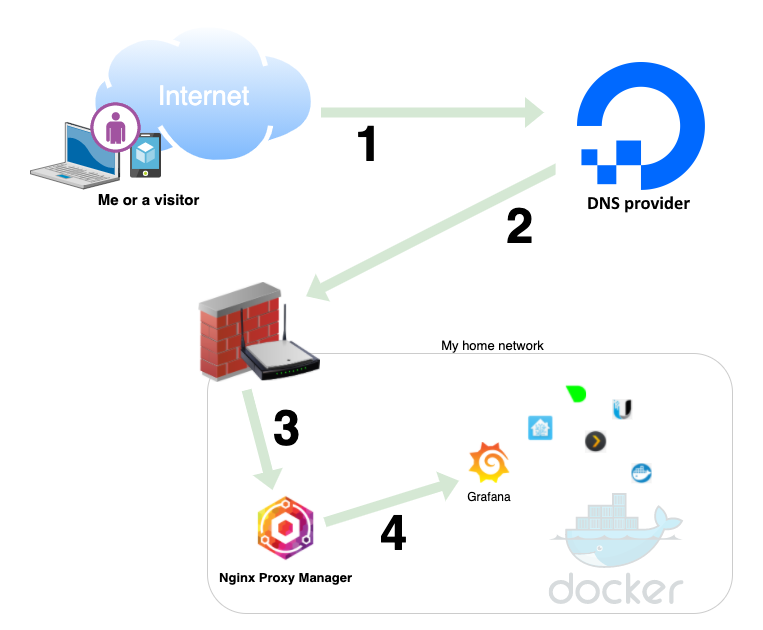 Internet
1
Me or a visitor
DNS provider
2
My home network
3
Grafana
4
Nginx Proxy Manager
docker